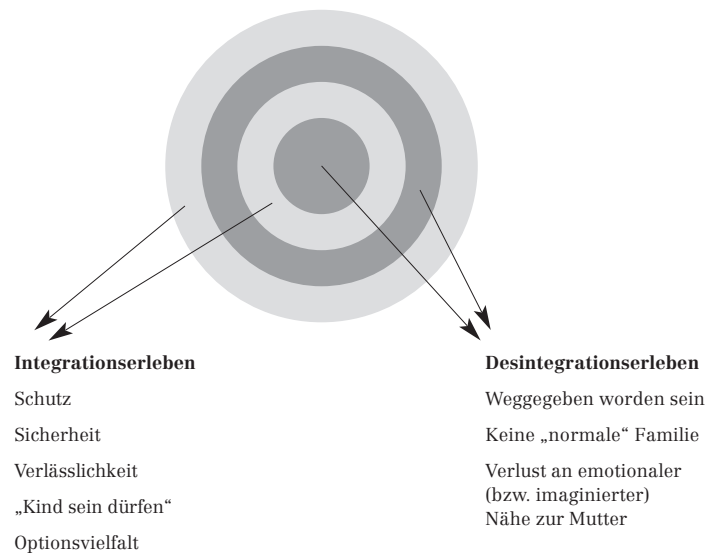 Integrationserleben
Schutz
Sicherheit
Verlässlichkeit
„Kind sein dürfen“
Optionsvielfalt
Desintegrationserleben
Weggegeben worden sein
Keine „normale“ Familie
Verlust an emotionaler
(bzw. imaginierter)
Nähe zur Mutter